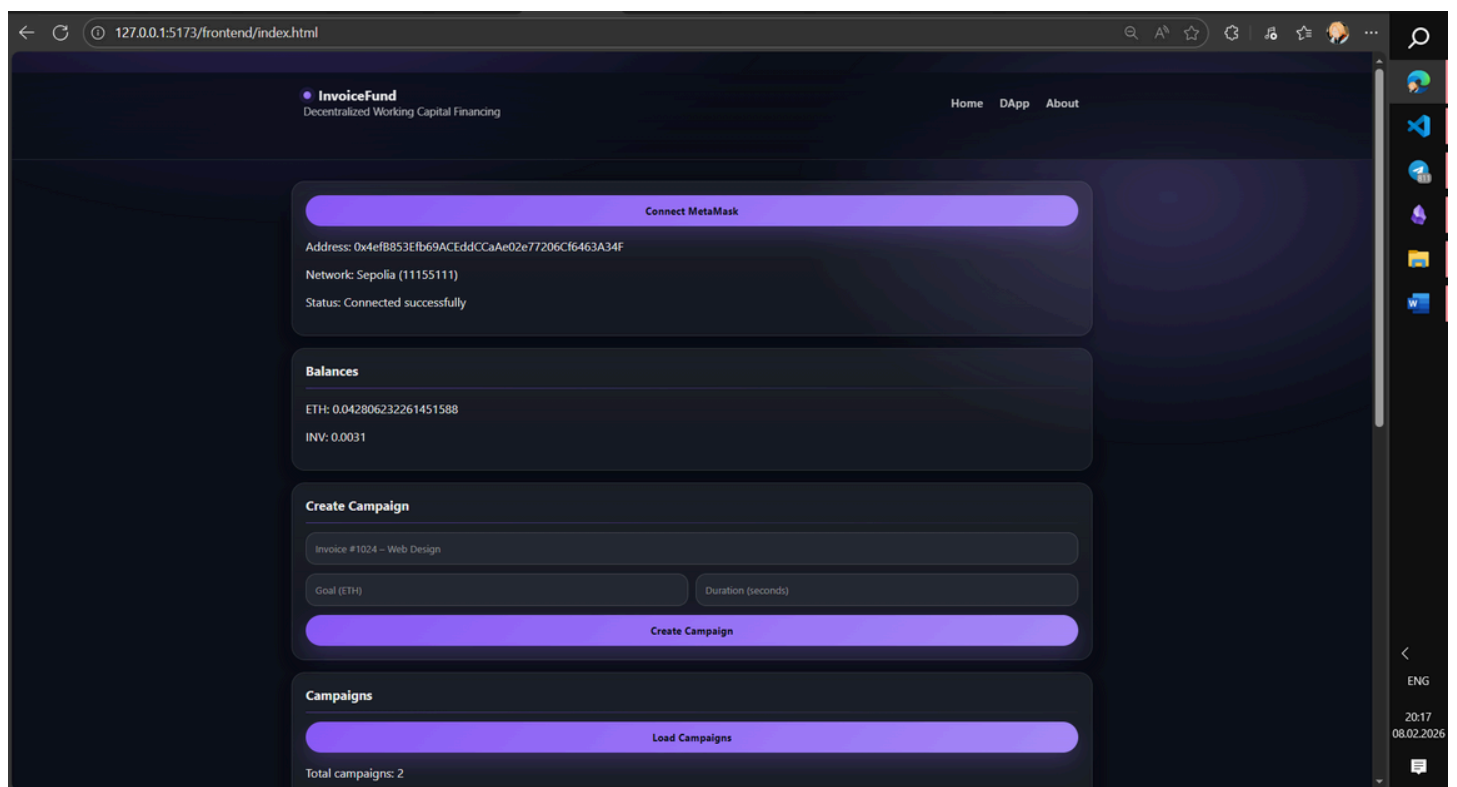 127.0.0.1:5173/frontend/index.html
InvoiceFund
Decentralized Working Capital Financing
Home DApp About
Connect MetaMask
Address: 0x4efB853Efb69ACEddCCaAe02e77206Cf6463A34F
Network: Sepolia (11155111)
Status: Connected successfully
Balances
ETH: 0.042806232261451588
INV: 0.0031
Create Campaign
Invoice #1024 – Web Design
Goal (ETH) Duration (seconds)
Create Campaign
Campaigns
Load Campaigns
Total campaigns: 2
ENG
20:17
08.02.2026